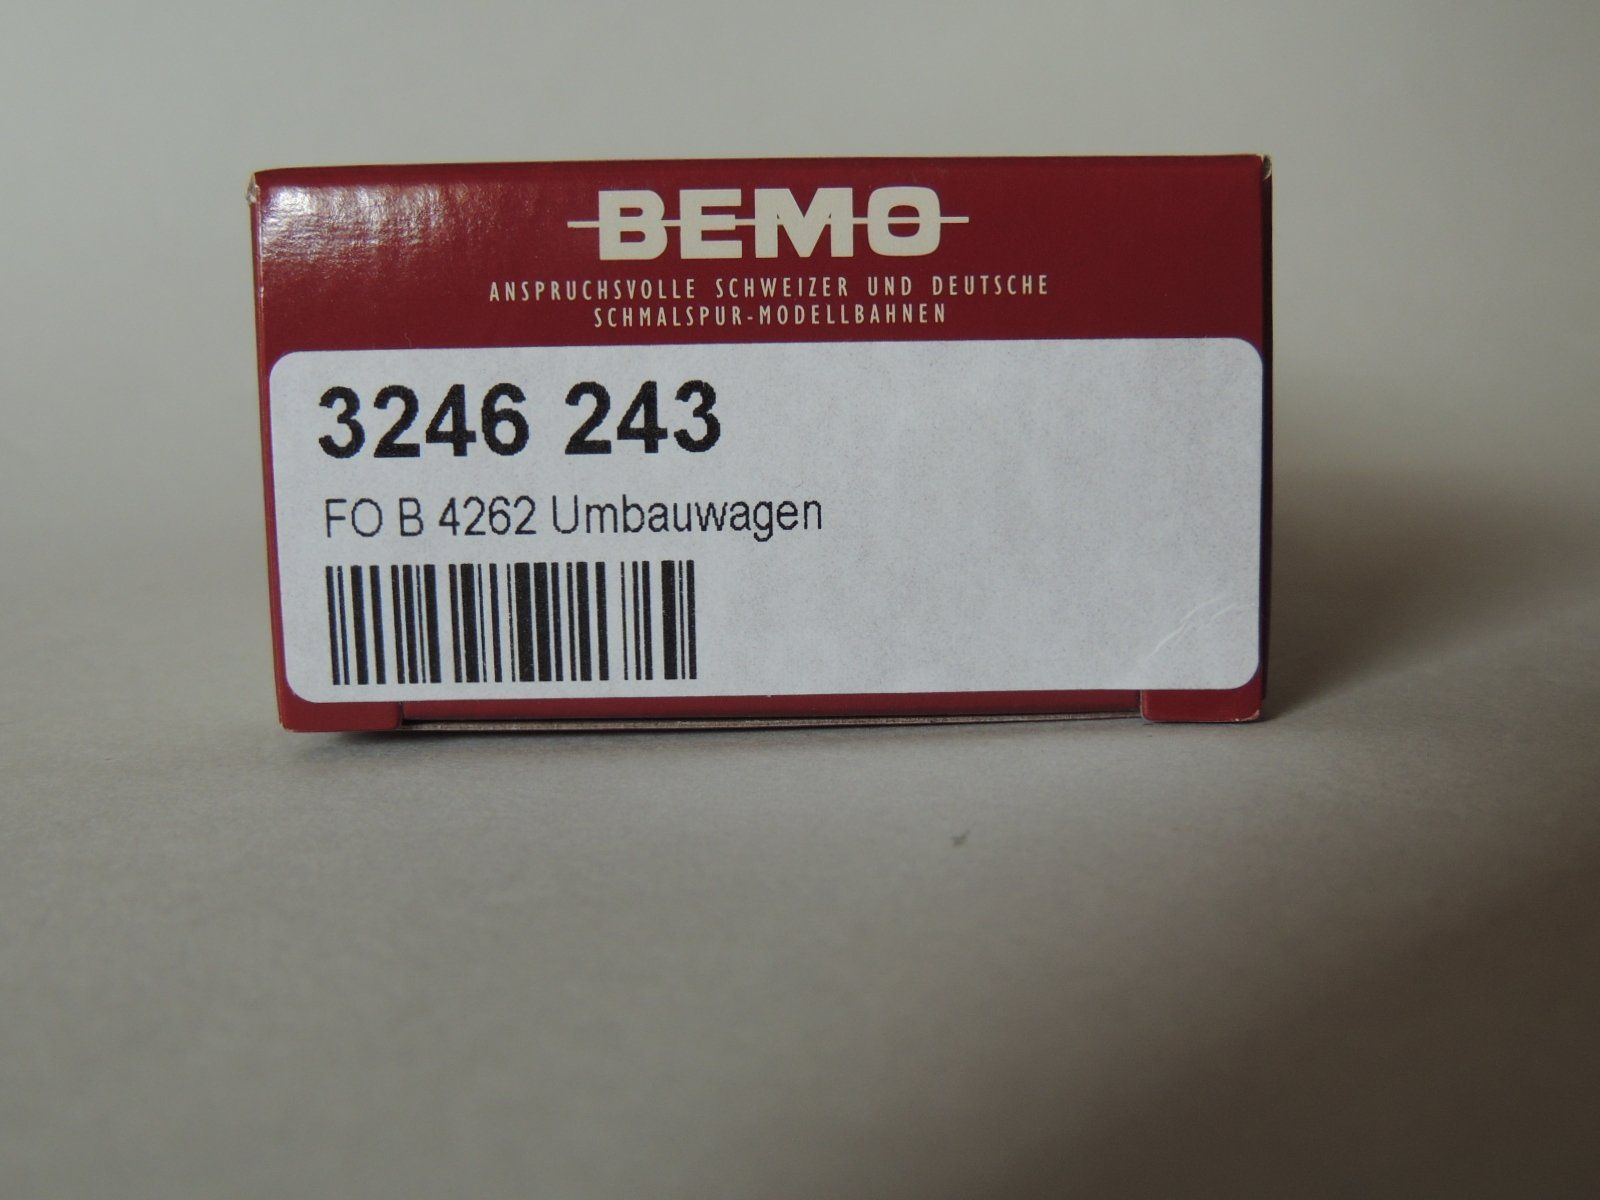 BEMO
ANSPRUCHSVOLLE SCHWEIZER UND DEUTSCHE
SCHMALSPUR-MODELLBAHNEN
3246 243
FO B 4262 Umbauwagen